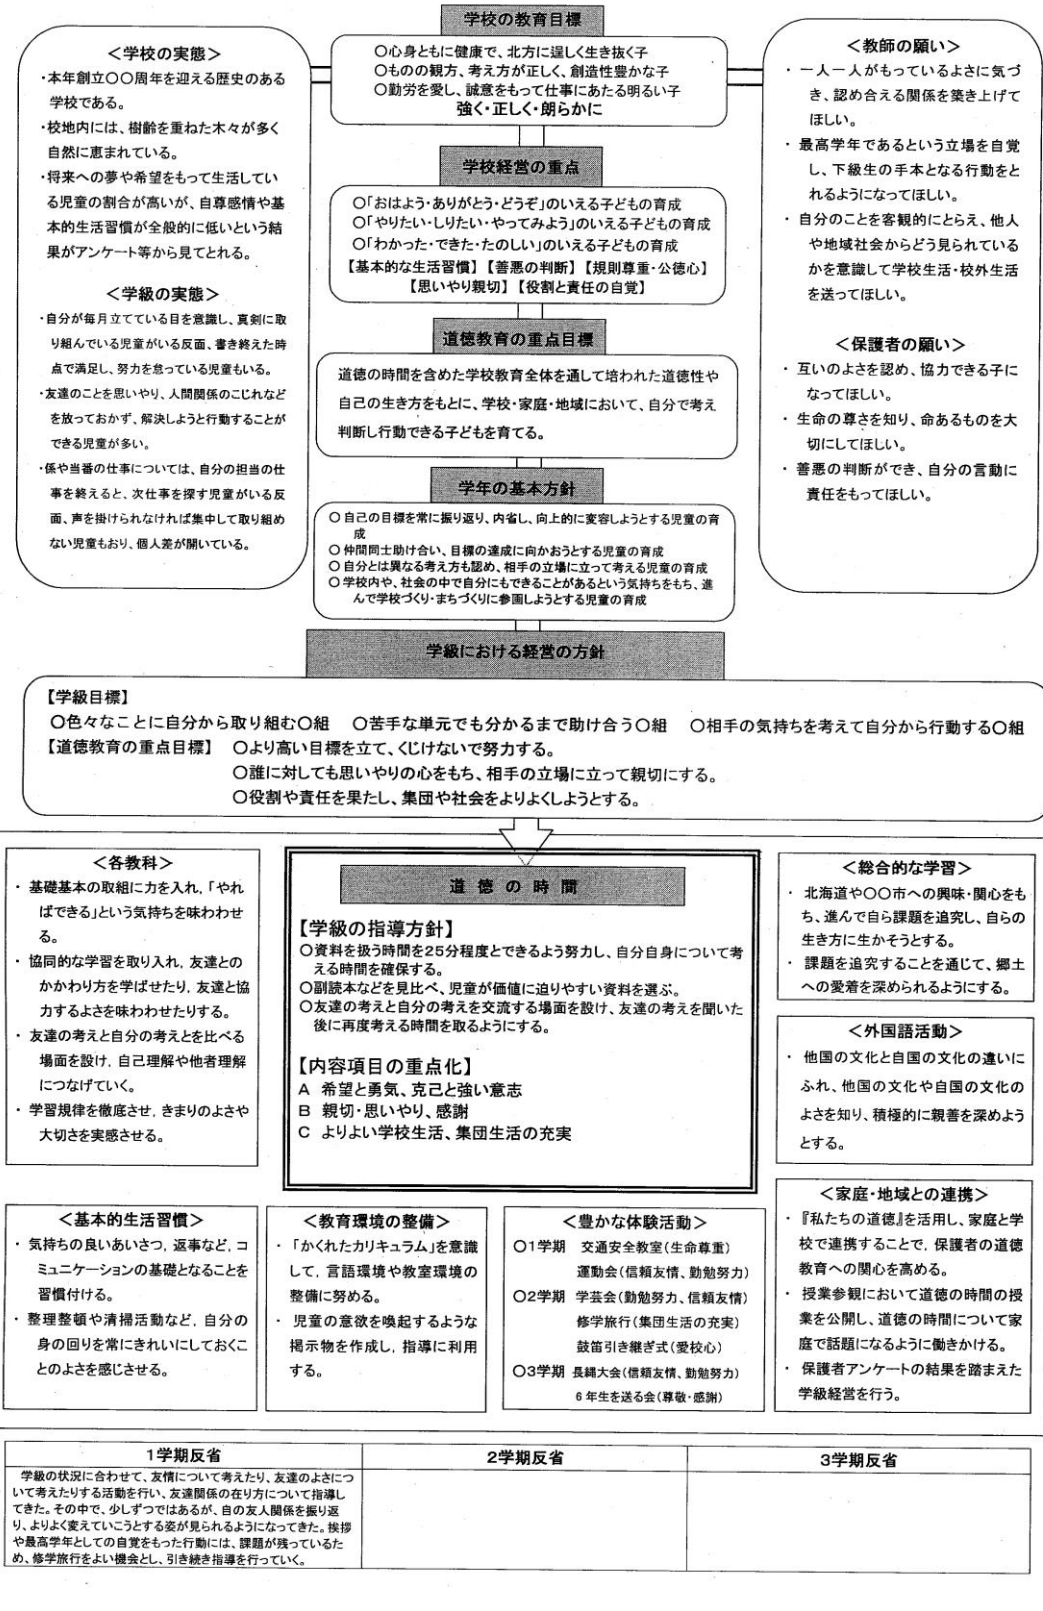 学校の教育目標
○心身ともに健康で、北方に逞しく生き抜く子
○ものの観方、考え方が正しく、創造性豊かな子
○勤労を愛し、誠意をもって仕事にあたる明るい子
強く・正しく・朗らかに
＜学校の実態＞
・本年創立〇〇周年を迎える歴史のある
学校である。
・校地内には、樹齢を重ねた木々が多く
自然に恵まれている。
・将来への夢や希望をもって生活してい
る児童の割合が高いが、自尊感情や基
本的生活習慣が全般的に低いという結
果がアンケート等から見てとれる。
＜学級の実態＞
・自分が毎月立てている目を意識し、真剣に取
り組んでいる児童がいる反面、書き終えた時
点で満足し、努力を怠っている児童もいる。
・友達のことを思いやり、人間関係のこじれなど
を放っておかず、解決しようと行動することが
できる児童が多い。
・係や当番の仕事については、自分の担当の仕
事を終えると、次仕事を探す児童がいる反
面、声を掛けられなければ集中して取り組め
ない児童もおり、個人差が開いている。
学校経営の重点
○「おはよう・ありがとう・どうぞ」のいえる子どもの育成
○「やりたい・しりたい・やってみよう」のいえる子どもの育成
○「わかった・できた・たのしい」のいえる子どもの育成
【基本的な生活習慣】【善悪の判断】【規則尊重・公徳心】
【思いやり親切】【役割と責任の自覚】
道徳教育の重点目標
道徳の時間を含めた学校教育全体を通して培われた道徳性や
自己の生き方をもとに、学校・家庭・地域において、自分で考え
判断し行動できる子どもを育てる。
学年の基本方針
○自己の目標を常に振り返り、内省し、向上的に変容しようとする児童の育
成
○仲間同士助け合い、目標の達成に向かおうとする児童の育成
○自分とは異なる考え方も認め、相手の立場に立って考える児童の育成
○学校内や、社会の中で自分にもできることがあるという気持ちをもち、進
んで学校づくり・まちづくりに参画しようとする児童の育成
＜教師の願い＞
・ 一人一人がもっているよさに気づ
き、認め合える関係を築き上げて
ほしい。
・ 最高学年であるという立場を自覚
し、下級生の手本となる行動をと
れるようになってほしい。
・ 自分のことを客観的にとらえ、他人
や地域社会からどう見られている
かを意識して学校生活・校外生活
を送ってほしい。
＜保護者の願い＞
・ 互いのよさを認め、協力できる子に
なってほしい。
・ 生命の尊さを知り、命あるものを大
切にしてほしい。
・ 善悪の判断ができ、自分の言動に
責任をもってほしい。
学級における経営の方針
【学級目標】
○色々なことに自分から取り組む〇組 ○苦手な単元でも分かるまで助け合う〇組 ○相手の気持ちを考えて自分から行動する〇組
【道徳教育の重点目標】 ○より高い目標を立て、くじけないで努力する。
○誰に対しても思いやりの心をもち、相手の立場に立って親切にする。
○役割や責任を果たし、集団や社会をよりよくしようとする。
＜各教科＞
・ 基礎基本の取組に力を入れ，「やれ
ばできる」という気持ちを味わわせ
る。
・ 協同的な学習を取り入れ，友達との
かかわり方を学ばせたり，友達と協
力するよさを味わわせたりする。
・ 友達の考えと自分の考えとを比べる
場面を設け，自己理解や他者理解
につなげていく。
・ 学習規律を徹底させ，きまりのよさや
大切さを実感させる。
道徳の時間
【学級の指導方針】
○資料を扱う時間を25分程度とできるよう努力し、自分自身について考
える時間を確保する。
○副読本などを見比べ、児童が価値に迫りやすい資料を選ぶ。
○友達の考えと自分の考えを交流する場面を設け、友達の考えを聞いた
後に再度考える時間を取るようにする。
【内容項目の重点化】
A 希望と勇気、克己と強い意志
B 親切・思いやり、感謝
C よりよい学校生活、集団生活の充実
＜総合的な学習＞
・ 北海道や〇〇市への興味・関心をも
ち、進んで自ら課題を追究し、自らの
生き方に生かそうとする。
・ 課題を追究することを通じて、郷土
への愛着を深められるようにする。
＜外国語活動＞
・ 他国の文化と自国の文化の違いに
ふれ、他国の文化や自国の文化の
よさを知り、積極的に親善を深めよう
とする。
＜基本的生活習慣＞
・ 気持ちの良いあいさつ，返事など，コ
ミュニケーションの基礎となることを
習慣付ける。
・ 整理整頓や清掃活動など，自分の
身の回りを常にきれいにしておくこ
とのよさを感じさせる。
＜教育環境の整備＞
・ 「かくれたカリキュラム」を意識
して，言語環境や教室環境の
整備に努める。
・ 児童の意欲を喚起するような
掲示物を作成し，指導に利用
する。
＜豊かな体験活動＞
○1学期 交通安全教室（生命尊重）
運動会（信頼友情、勤勉努力）
○2学期 学芸会（勤勉努力、信頼友情）
修学旅行（集団生活の充実）
鼓笛引き継ぎ式（愛校心）
○3学期 長縄大会（信頼友情、勤勉努力）
6年生を送る会（尊敬・感謝）
＜家庭・地域との連携＞
・ 『私たちの道徳』を活用し、家庭と学
校で連携することで，保護者の道徳
教育への関心を高める。
・ 授業参観において道徳の時間の授
業を公開し、道徳の時間について家
庭で話題になるように働きかける。
・ 保護者アンケートの結果を踏まえた
学級経営を行う。
1学期反省 2学期反省 3学期反省
学級の状況に合わせて、友情について考えたり、友達のよさにつ
いて考えたりする活動を行い、友達関係の在り方について指導し
てきた。その中で、少しずつではあるが、自の友人関係を振り返
り、よりよく変えていこうとする姿が見られるようになってきた。挨拶
や最高学年としての自覚をもった行動には、課題が残っているた
め、修学旅行をよい機会とし、引き続き指導を行っていく。